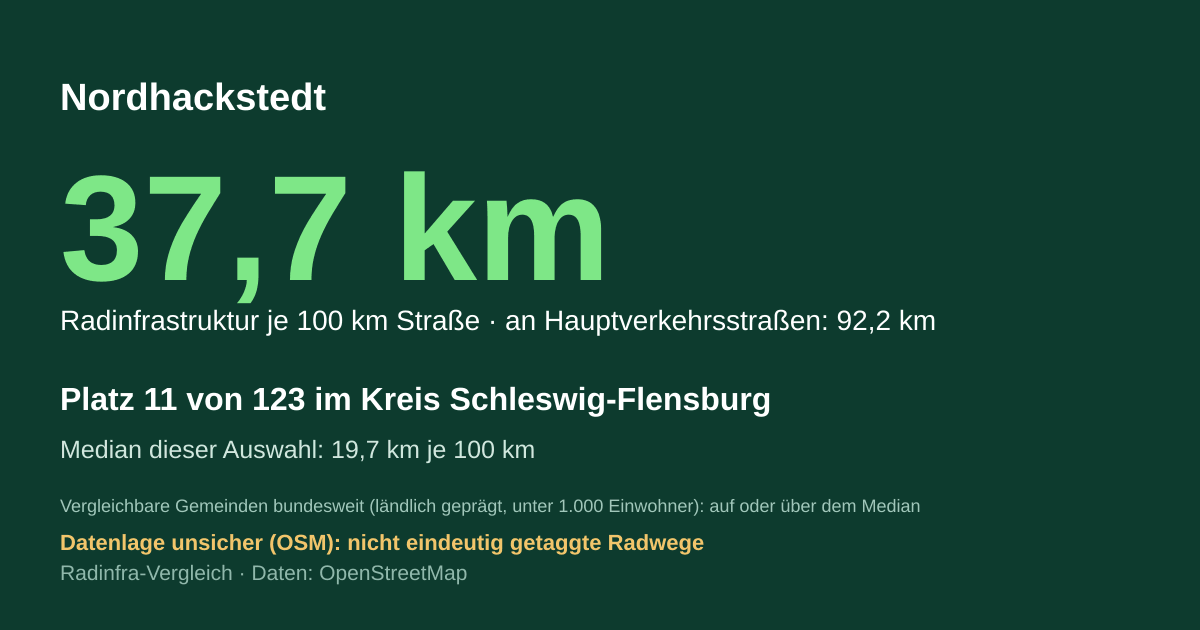 Nordhackstedt
37,7 km
Radinfrastruktur je 100 km Straße · an Hauptverkehrsstraßen: 92,2 km
Platz 11 von 123 im Kreis Schleswig-Flensburg
Median dieser Auswahl: 19,7 km je 100 km
Vergleichbare Gemeinden bundesweit (ländlich geprägt, unter 1.000 Einwohner): auf oder über dem Median
Datenlage unsicher (OSM): nicht eindeutig getaggte Radwege
Radinfra-Vergleich · Daten: OpenStreetMap